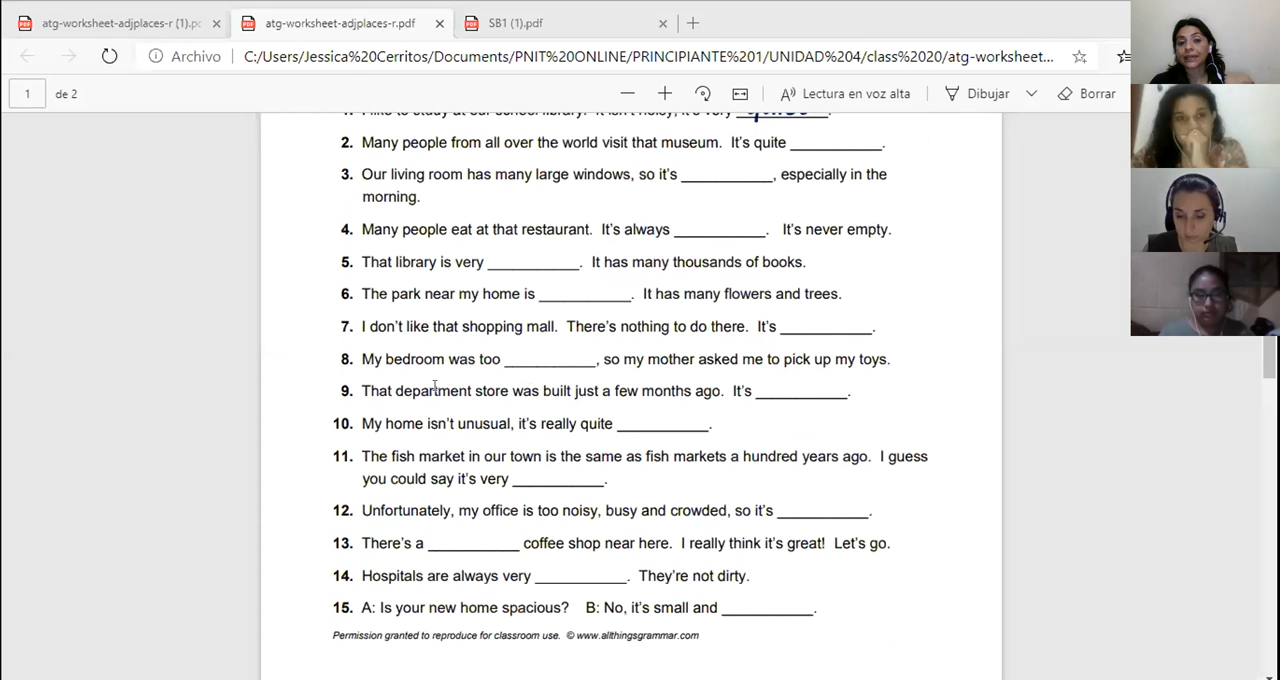 atg-worksheet-adjplaces-r (1).pc
atg-worksheet-adjplaces-r.pdf
SB1 (1).pdf
Archivo
C:/Users/Jessica%20Cerritos/Documents/PNIT%20ONLINE/PRINCIPIANTE%201/UNIDAD%204/class%2020/atg-worksheet...
1 de 2
Lectura en voz alta
Dibujar
Borrar
2. Many people from all over the world visit that museum. It's quite ___________.
3. Our living room has many large windows, so it's ___________, especially in the
morning.
4. Many people eat at that restaurant. It's always ___________. It's never empty.
5. That library is very ___________. It has many thousands of books.
6. The park near my home is ___________. It has many flowers and trees.
7. I don't like that shopping mall. There's nothing to do there. It's ___________.
8. My bedroom was too ___________, so my mother asked me to pick up my toys.
9. That department store was built just a few months ago. It's ___________.
10. My home isn't unusual, it's really quite ___________.
11. The fish market in our town is the same as fish markets a hundred years ago. I guess
you could say it's very ___________.
12. Unfortunately, my office is too noisy, busy and crowded, so it's ___________.
13. There's a ___________ coffee shop near here. I really think it's great! Let's go.
14. Hospitals are always very ___________. They're not dirty.
15. A: Is your new home spacious? B: No, it's small and ___________.
Permission granted to reproduce for classroom use. © www.allthingsgrammar.com